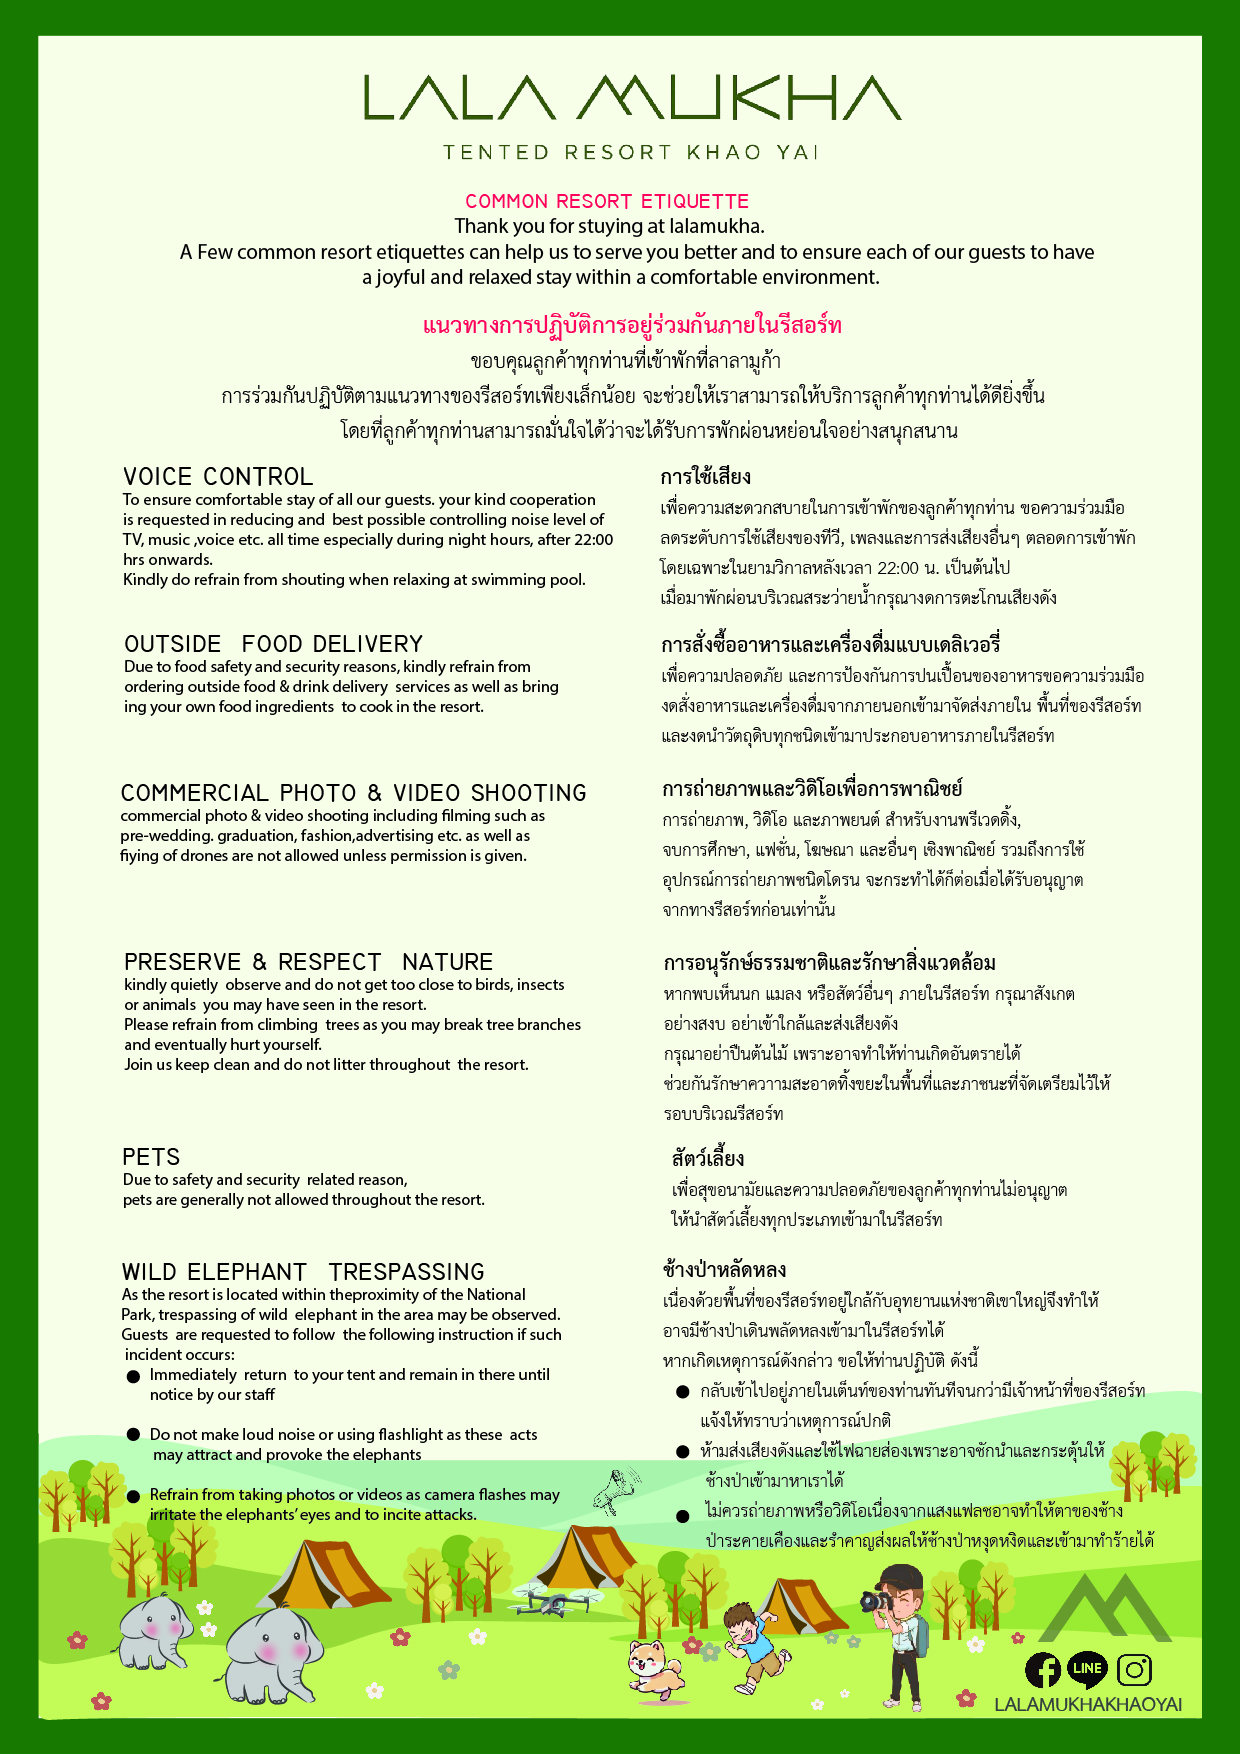 LALA MUKHA
TENTED RESORT KHAO YAI
COMMON RESORT ETIQUETTE
Thank you for stuying at lalamukha.
A Few common resort etiquettes can help us to serve you better and to ensure each of our guests to have
a joyful and relaxed stay within a comfortable environment.
แนวทางการปฏิบัติการอยู่ร่วมกันภายในรีสอร์ท
ขอบคุณลูกค้าทุกท่านที่เข้าพักที่ลาลามูก้า
การร่วมกันปฏิบัติตามแนวทางของรีสอร์ทเพียงเล็กน้อย จะช่วยให้เราสามารถให้บริการลูกค้าทุกท่านได้ดียิ่งขึ้น
โดยที่ลูกค้าทุกท่านสามารถมั่นใจได้ว่าจะได้รับการพักผ่อนหย่อนใจอย่างสนุกสนาน
VOICE CONTROL
To ensure comfortable stay of all our guests. your kind cooperation
is requested in reducing and best possible controlling noise level of
TV, music ,voice etc. all time especially during night hours, after 22:00
hrs onwards.
Kindly do refrain from shouting when relaxing at swimming pool.
การใช้เสียง
เพื่อความสะดวกสบายในการเข้าพักของลูกค้าทุกท่าน ขอความร่วมมือ
ลดระดับการใช้เสียงของทีวี, เพลงและการส่งเสียงอื่นๆ ตลอดการเข้าพัก
โดยเฉพาะในยามวิกาลหลังเวลา 22:00 น. เป็นต้นไป
เมื่อมาพักผ่อนบริเวณสระว่ายน้ำกรุณางดการตะโกนเสียงดัง
OUTSIDE FOOD DELIVERY
Due to food safety and security reasons, kindly refrain from
ordering outside food & drink delivery services as well as bring
ing your own food ingredients to cook in the resort.
การสั่งซื้ออาหารและเครื่องดื่มแบบเดลิเวอรี่
เพื่อความปลอดภัย และการป้องกันการปนเปื้อนของอาหารขอความร่วมมือ
งดสั่งอาหารและเครื่องดื่มจากภายนอกเข้ามาจัดส่งภายใน พื้นที่ของรีสอร์ท
และงดนำวัตถุดิบทุกชนิดเข้ามาประกอบอาหารภายในรีสอร์ท
COMMERCIAL PHOTO & VIDEO SHOOTING
commercial photo & video shooting including filming such as
pre-wedding. graduation, fashion,advertising etc. as well as
fiying of drones are not allowed unless permission is given.
การถ่ายภาพและวิดิโอเพื่อการพาณิชย์
การถ่ายภาพ, วิดิโอ และภาพยนต์ สำหรับงานพรีเวดดิ้ง,
จบการศึกษา, แฟชั่น, โฆษณา และอื่นๆ เชิงพาณิชย์ รวมถึงการใช้
อุปกรณ์การถ่ายภาพชนิดโดรน จะกระทำได้ก็ต่อเมื่อได้รับอนุญาต
จากทางรีสอร์ทก่อนเท่านั้น
PRESERVE & RESPECT NATURE
kindly quietly observe and do not get too close to birds, insects
or animals you may have seen in the resort.
Please refrain from climbing trees as you may break tree branches
and eventually hurt yourself.
Join us keep clean and do not litter throughout the resort.
การอนุรักษ์ธรรมชาติและรักษาสิ่งแวดล้อม
หากพบเห็นนก แมลง หรือสัตว์อื่นๆ ภายในรีสอร์ท กรุณาสังเกต
อย่างสงบ อย่าเข้าใกล้และส่งเสียงดัง
กรุณาอย่าปืนต้นไม้ เพราะอาจทำให้ท่านเกิดอันตรายได้
ช่วยกันรักษาความาสะอาดทิ้งขยะในพื้นที่และภาชนะที่จัดเตรียมไว้ให้
รอบบริเวณรีสอร์ท
PETS
Due to safety and security related reason,
pets are generally not allowed throughout the resort.
สัตว์เลี้ยง
เพื่อสุขอนามัยและความปลอดภัยของลูกค้าทุกท่านไม่อนุญาต
ให้นำสัตว์เลี้ยงทุกประเภทเข้ามาในรีสอร์ท
WILD ELEPHANT TRESPASSING
As the resort is located within theproximity of the National
Park, trespassing of wild elephant in the area may be observed.
Guests are requested to follow the following instruction if such
incident occurs:
● Immediately return to your tent and remain in there until
notice by our staff
● Do not make loud noise or using flashlight as these acts
may attract and provoke the elephants
● Refrain from taking photos or videos as camera flashes may
irritate the elephants' eyes and to incite attacks.
ช้างป่าหลัดหลง
เนื่องด้วยพื้นที่ของรีสอร์ทอยู่ใกล้กับอุทยานแห่งชาติเขาใหญ่จึงทำให้
อาจมีช้างป่าเดินพลัดหลงเข้ามาในรีสอร์ทได้
หากเกิดเหตุการณ์ดังกล่าว ขอให้ท่านปฏิบัติ ดังนี้
● กลับเข้าไปอยู่ภายในเต็นท์ของท่านทันทีจนกว่ามีเจ้าหน้าที่ของรีสอร์ท
แจ้งให้ทราบว่าเหตุการณ์ปกติ
● ห้ามส่งเสียงดังและใช้ไฟฉายส่องเพราะอาจชักนำและกระตุ้นให้
ช้างป่าเข้ามาหาเราได้
● ไม่ควรถ่ายภาพหรือวิดิโอเนื่องจากแสงแฟลชอาจทำให้ตาของช้าง
ป่าระคายเคืองและรำคาญส่งผลให้ช้างป่าหงุดหงิดและเข้ามาทำร้ายได้
LINE
LALAMUKHAKHAOYAI